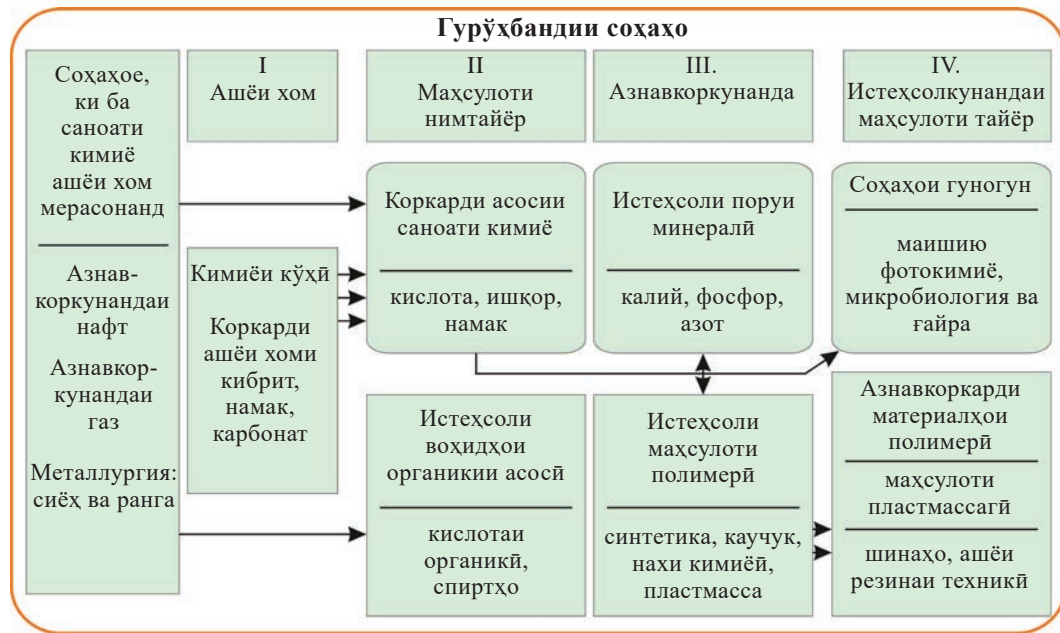 Гурӯҳбандии соҳаҳо
Соҳаҳое,
ки ба
саноати
кимиё
ашёи хом
мерасонанд
Азнав-
коркунандаи
нафт
Азнавкор-
кунандаи
газ
Металлургия:
сиёҳ ва ранга
I
Ашёи хом
Кимиёи кӯҳӣ
Коркарди
ашёи хоми
кибрит,
намак,
карбонат
II
Маҳсулоти
нимтайёр
Коркарди асосии
саноати кимиё
кислота, ишқор,
намак
Истеҳсоли
воҳидҳои
органикии асосӣ
кислотаи
органикӣ,
спиртҳо
III.
Азнавкоркунанда
Истеҳсоли поруи
минералӣ
калий, фосфор,
азот
Истеҳсоли
маҳсулоти
полимерӣ
синтетика, каучук,
нахи кимиёӣ,
пластмасса
IV.
Истеҳсолкунандаи
маҳсулоти тайёр
Соҳаҳои гуногун
маишию
фотокимиё,
микробиология ва
ғайра
Азнавкоркарди
материалҳои
полимерӣ
маҳсулоти
пластмассагӣ
шинаҳо, ашёи
резинаи техникӣ